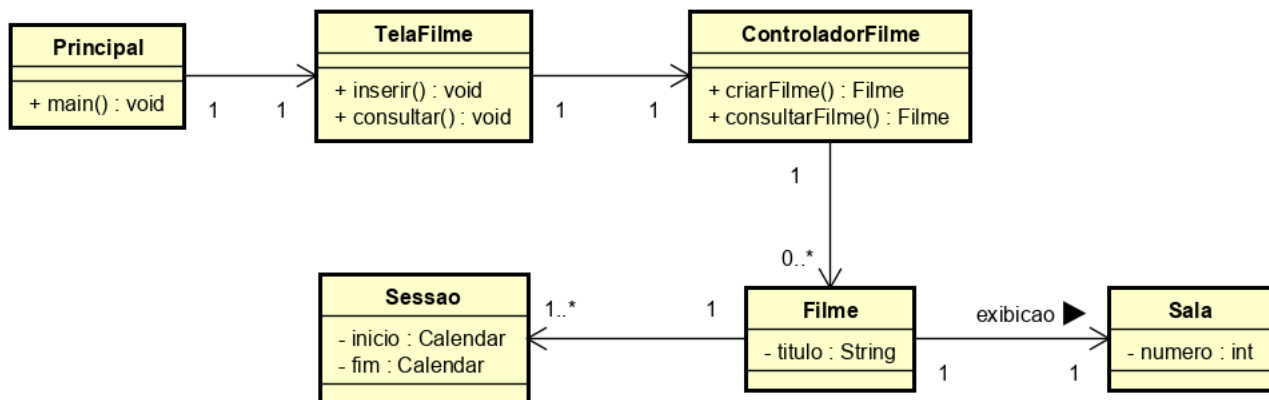 Principal
+ main() : void
1
1
TelaFilme
+ inserir() : void
+ consultar() : void
1
1
ControladorFilme
+ criarFilme() : Filme
+ consultarFilme() : Filme
1
0..*
Sessao
- inicio : Calendar
- fim : Calendar
1..*
1
Filme
- titulo : String
exibicao
1
1
Sala
- numero : int